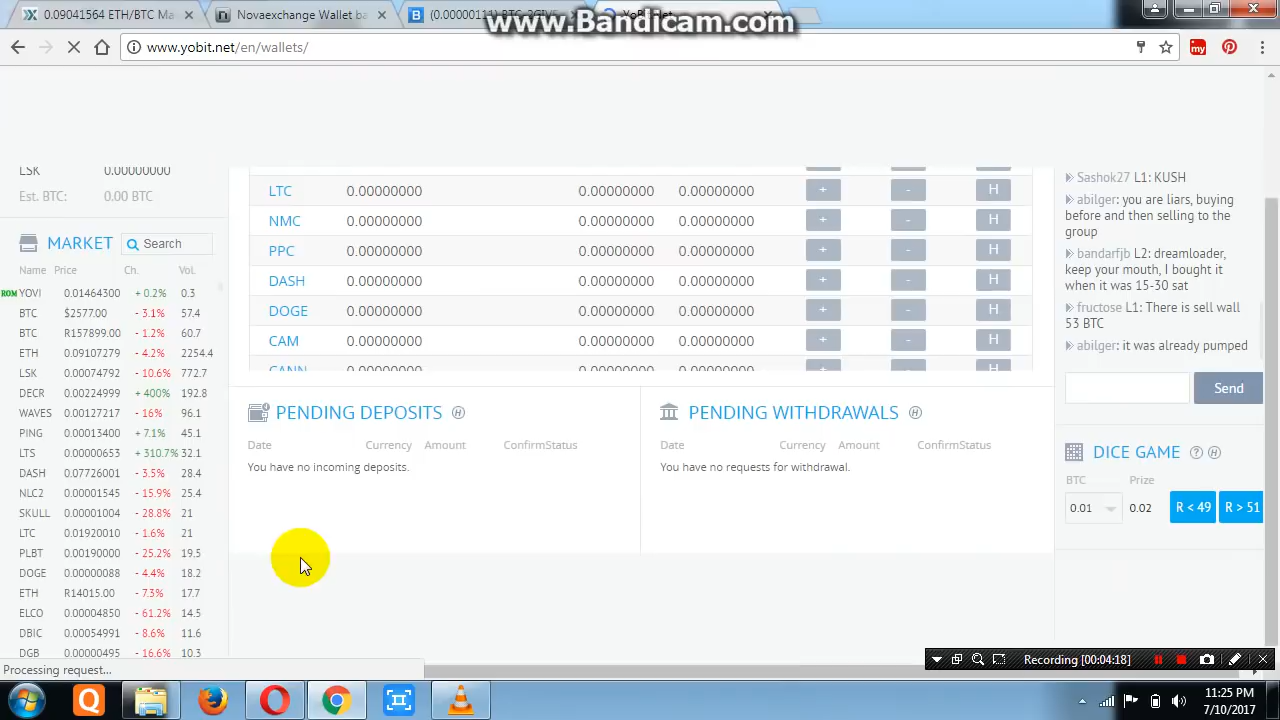 0.09041564 ETH/BTC Ma
Novaexchange Wallet ba
www.Bandicam.com
www.yobit.net/en/wallets/
LSK 0.00000000
Est. BTC: 0.00 BTC
MARKET Search
Name Price Ch. Vol.
ROM YOVI 0.01464300 + 0.2% 0.3
BTC $2577.00 - 3.1% 57.4
BTC R157899.00 - 1.2% 60.7
ETH 0.09107279 - 4.2% 2254.4
LSK 0.00074792 - 10.6% 772.7
DECR 0.00224999 + 400% 192.8
WAVES 0.00127217 - 16% 96.1
PING 0.00013400 + 7.1% 45.1
LTS 0.00000653 + 310.7% 32.1
DASH 0.07726001 - 3.5% 28.4
NLC2 0.00001545 - 15.9% 25.4
SKULL 0.00001004 - 28.8% 21
LTC 0.01920010 - 1.6% 21
PLBT 0.00190000 - 25.2% 19.5
DOGE 0.00000088 - 4.4% 18.2
ETH R14015.00 - 7.3% 17.7
ELCO 0.00004850 - 61.2% 14.5
DBIC 0.00054991 - 8.6% 11.6
DGB 0.00000495 - 16.6% 10.3
Processing request...
LTC 0.00000000 0.00000000 0.00000000 + - H
NMC 0.00000000 0.00000000 0.00000000 + - H
PPC 0.00000000 0.00000000 0.00000000 + - H
DASH 0.00000000 0.00000000 0.00000000 + - H
DOGE 0.00000000 0.00000000 0.00000000 + - H
CAM 0.00000000 0.00000000 0.00000000 + - H
CANN 0.00000000 0.00000000 0.00000000 + - H
PENDING DEPOSITS H
Date Currency Amount ConfirmStatus
You have no incoming deposits.
PENDING WITHDRAWALS H
Date Currency Amount ConfirmStatus
You have no requests for withdrawal.
Sashok27 L1: KUSH
abilger: you are liars, buying
before and then selling to the
group
bandarfjb L2: dreamloader,
keep your mouth, I bought it
when it was 15-30 sat
fructose L1: There is sell wall
53 BTC
abilger: it was already pumped
Send
DICE GAME ? H
BTC Prize
0.01 0.02 R < 49 R > 51
Recording [00:04:18]
11:25 PM
7/10/2017